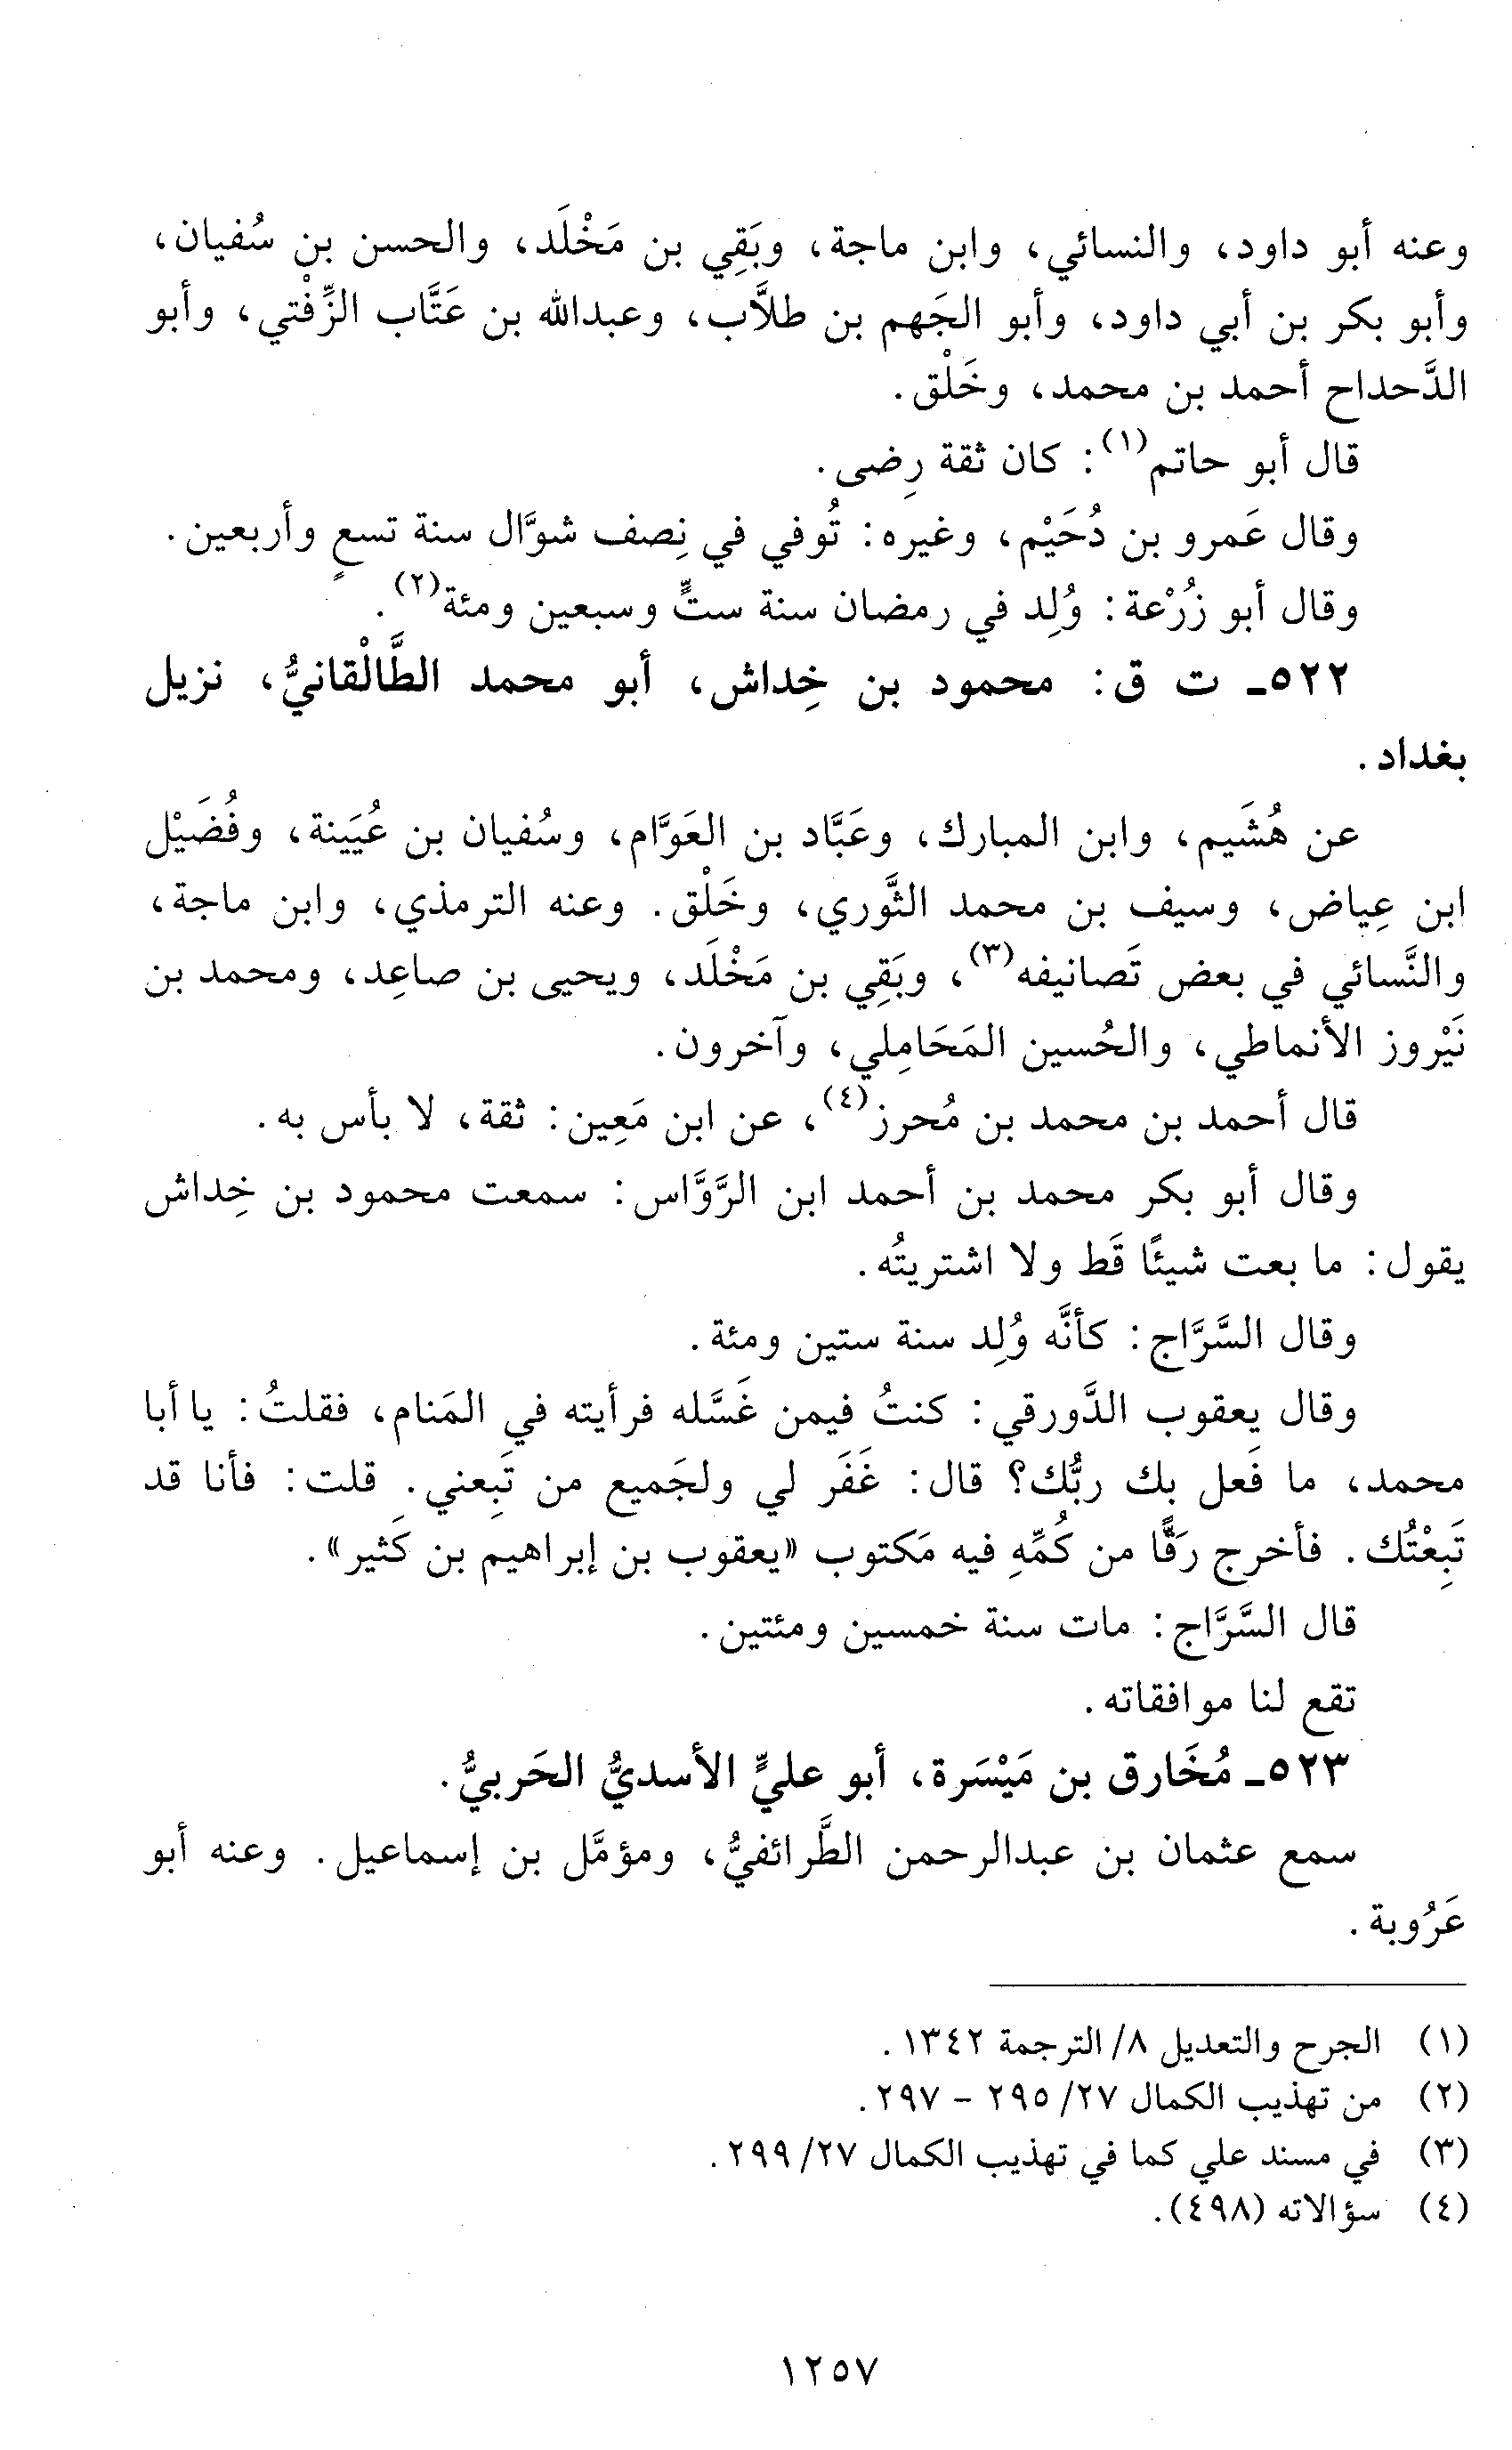 وعنه أبو داود، والنسائي، وابن ماجة، وبَقِي بن مَخْلَد، والحسن بن سُفيان،
وأبو بكر بن أبي داود، وأبو الجَهم بن طلاَّب، وعبدالله بن عَتَّاب الزِّفْتي، وأبو
الدَّحداح أحمد بن محمد، وخَلْق.
قال أبو حاتم(١): كان ثقة رِضى.
وقال عَمرو بن دُحَيْم، وغيره: تُوفي في نِصف شوَّال سنة تسعٍ وأربعين.
وقال أبو زُرْعة: وُلِد في رمضان سنة ستٍّ وسبعين ومئة(٢).
٥٢٢- ت ق: محمود بن خِداش، أبو محمد الطَّالْقانيُّ، نزيل
بغداد.
عن هُشَيم، وابن المبارك، وعَبَّاد بن العَوَّام، وسُفيان بن عُيَينة، وفُضَيْل
ابن عِياض، وسيف بن محمد الثَّوري، وخَلْق. وعنه الترمذي، وابن ماجة،
والنَّسائي في بعض تَصانيفه(٣)، وبَقِي بن مَخْلَد، ويحيى بن صاعِد، ومحمد بن
نَيْروز الأنماطي، والحُسين المَحَامِلي، وآخرون.
قال أحمد بن محمد بن مُحرز(٤)، عن ابن مَعِين: ثقة، لا بأس به.
وقال أبو بكر محمد بن أحمد ابن الرَّوَّاس: سمعت محمود بن خِداش
يقول: ما بعت شيئًا قَط ولا اشتريتُه.
وقال السَّرَّاج: كأنَّه وُلِد سنة ستين ومئة.
وقال يعقوب الدَّورقي: كنتُ فيمن غَسَّله فرأيته في المَنام، فقلتُ: يا أبا
محمد، ما فَعل بك ربُّك؟ قال: غَفَر لي ولجَميع من تَبِعني. قلت: فأنا قد
تَبِعْتُك. فأخرج رَقًّا من كُمِّهِ فيه مَكتوب «يعقوب بن إبراهيم بن كَثير».
قال السَّرَّاج: مات سنة خمسين ومئتين.
تقع لنا موافقاته.
٥٢٣- مُخَارق بن مَيْسَرة، أبو عليٍّ الأسديُّ الحَربيُّ.
سمع عثمان بن عبدالرحمن الطَّرائفيُّ، ومؤمَّل بن إسماعيل. وعنه أبو
عَرُوبة.
(١) الجرح والتعديل ٨/ الترجمة ١٣٤٢.
(٢) من تهذيب الكمال ٢٧/ ٢٩٥ - ٢٩٧.
(٣) في مسند علي كما في تهذيب الكمال ٢٧/ ٢٩٩.
(٤) سؤالاته (٤٩٨).
١٢٥٧